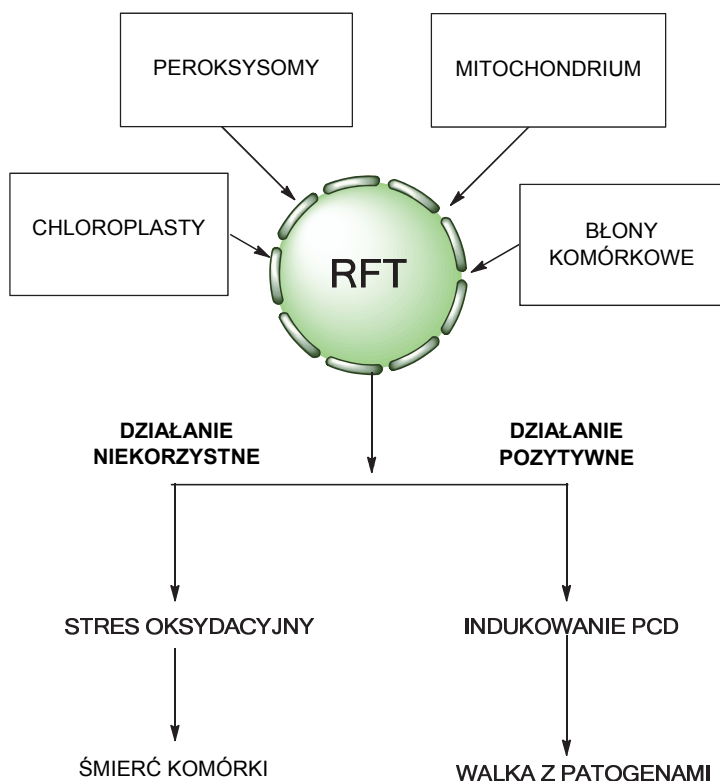 PEROKSYSOMY
MITOCHONDRIUM
CHLOROPLASTY
BŁONY
KOMÓRKOWE
RFT
DZIAŁANIE
NIEKORZYSTNE
DZIAŁANIE
POZYTYWNE
STRES OKSYDACYJNY
INDUKOWANIE PCD
ŚMIERĆ KOMÓRKI
WALKA Z PATOGENAMI